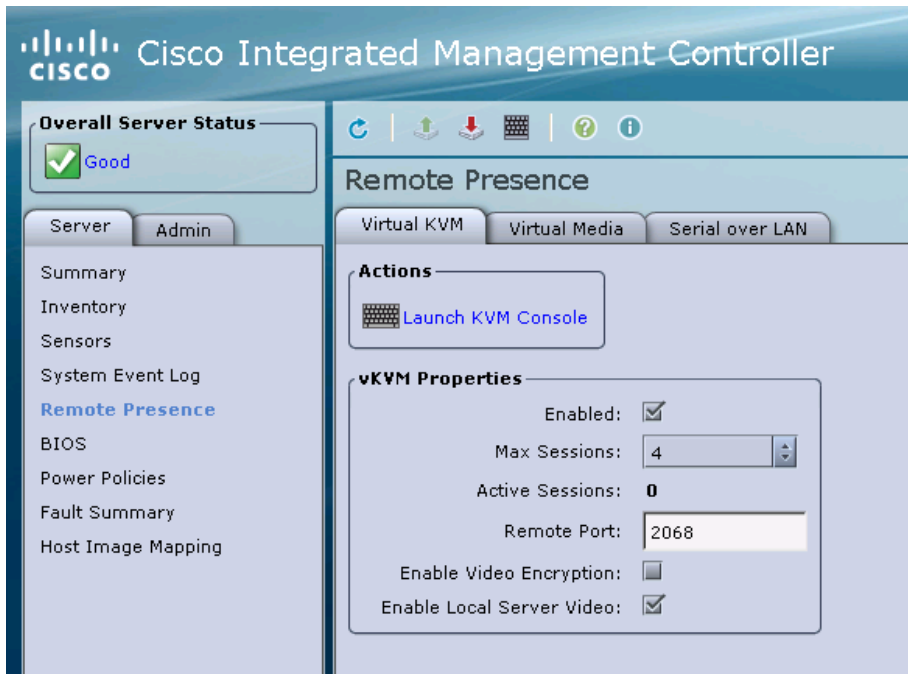 CISCO Cisco Integrated Management Controller
Overall Server Status
Good
Server Admin
Summary
Inventory
Sensors
System Event Log
Remote Presence
BIOS
Power Policies
Fault Summary
Host Image Mapping
Remote Presence
Virtual KVM Virtual Media Serial over LAN
Actions
Launch KVM Console
vKVM Properties
Enabled:
Max Sessions: 4
Active Sessions: 0
Remote Port: 2068
Enable Video Encryption:
Enable Local Server Video: